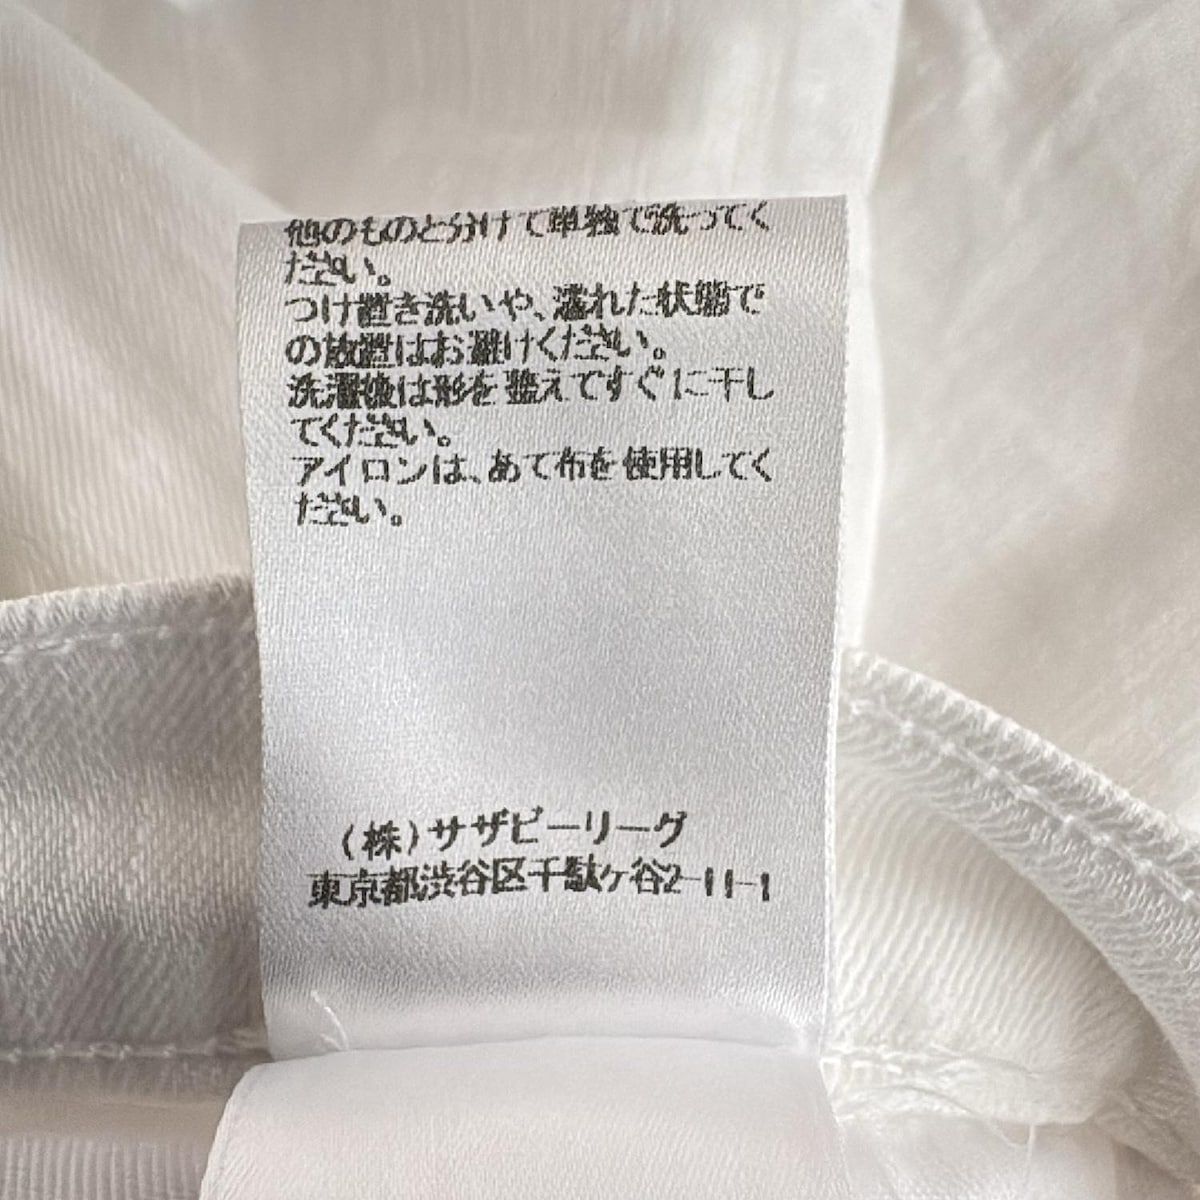 他のものと分けて単独で洗ってく
ださい。
つけ置き洗いや、濡れた状態で
の放置はお避けください。
洗濯後は形を整えてすぐに干し
てください。
アイロンは、あて布を使用してく
ださい。
(株)サザビーリーグ
東京都渋谷区千駄ケ谷2-11-1